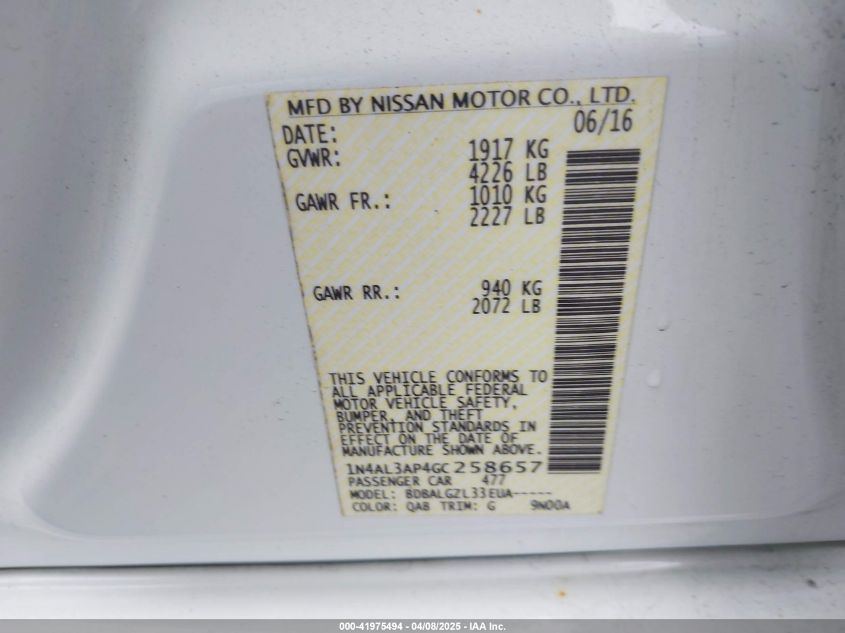 MFD BY NISSAN MOTOR CO., LTD.
DATE: 06/16
GVWR: 1917 KG
4226 LB
GAWR FR.: 1010 KG
2227 LB
GAWR RR.: 940 KG
2072 LB
THIS VEHICLE CONFORMS TO
ALL APPLICABLE FEDERAL
MOTOR VEHICLE SAFETY,
BUMPER, AND THEFT
PREVENTION STANDARDS IN
EFFECT ON THE DATE OF
MANUFACTURE SHOWN ABOVE.
1N4AL3AP4GC258657
PASSENGER CAR 477
MODEL: BDBALGZL33EUA-----
COLOR: QAB TRIM: G 9N00A
000-41975494 - 04/08/2025 - IAA Inc.